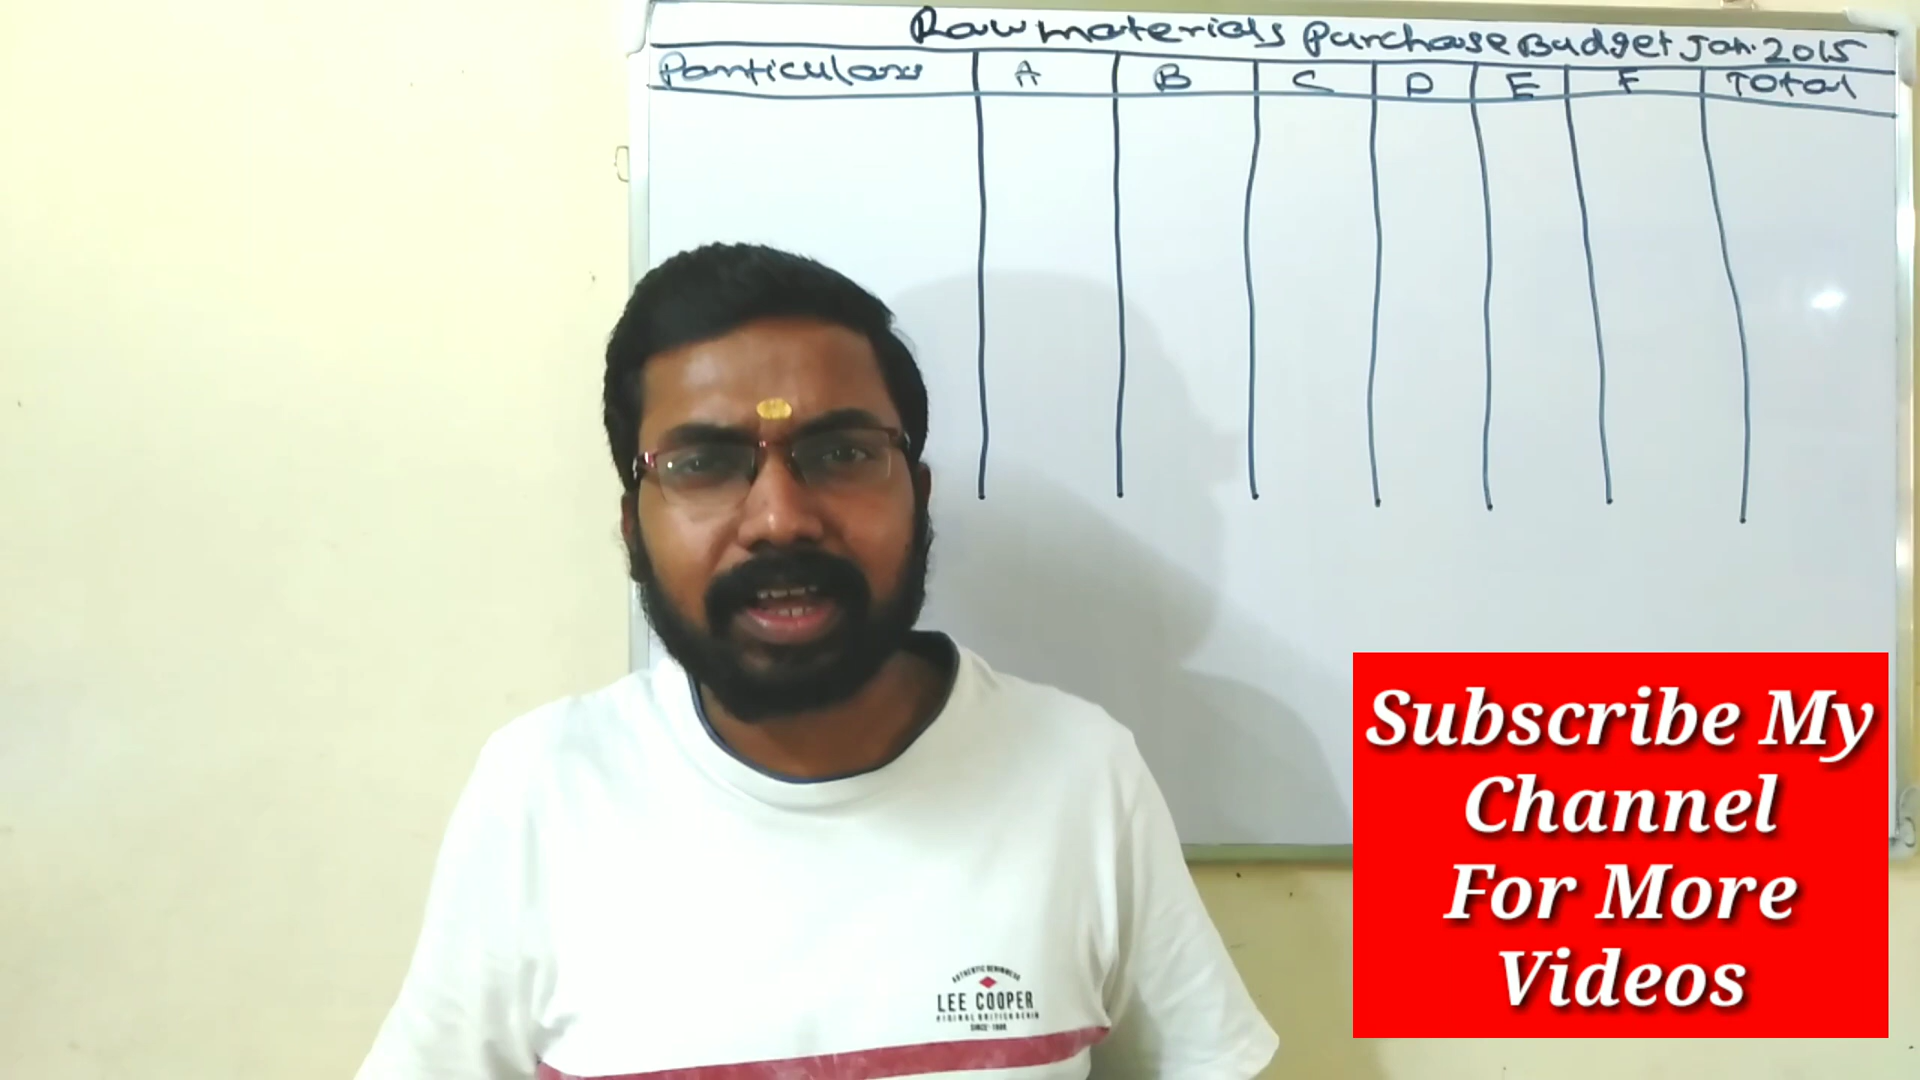 Raw materials Purchase Budget Jan. 2015
Particulars A B C D E F Total
Subscribe My
Channel
For More
Videos
LEE COOPER